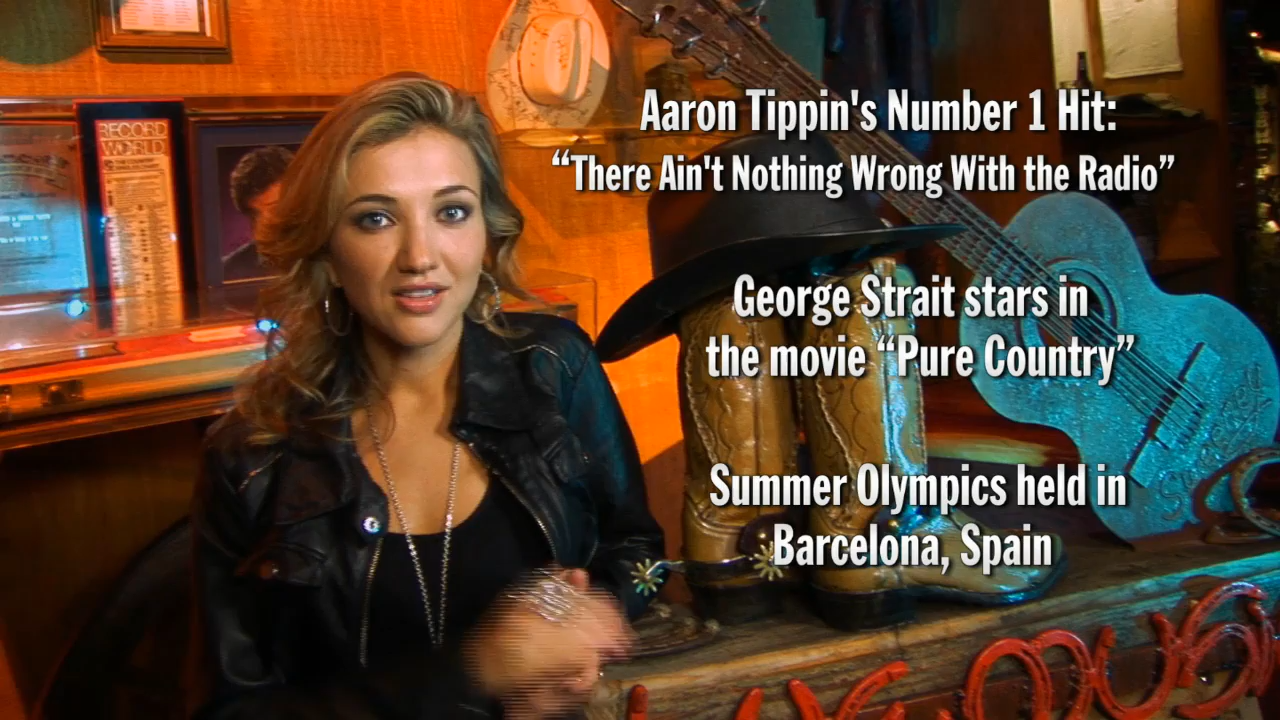 RECORD
WORLD
Aaron Tippin's Number 1 Hit:
“There Ain't Nothing Wrong With the Radio”
George Strait stars in
the movie “Pure Country”
Summer Olympics held in
Barcelona, Spain